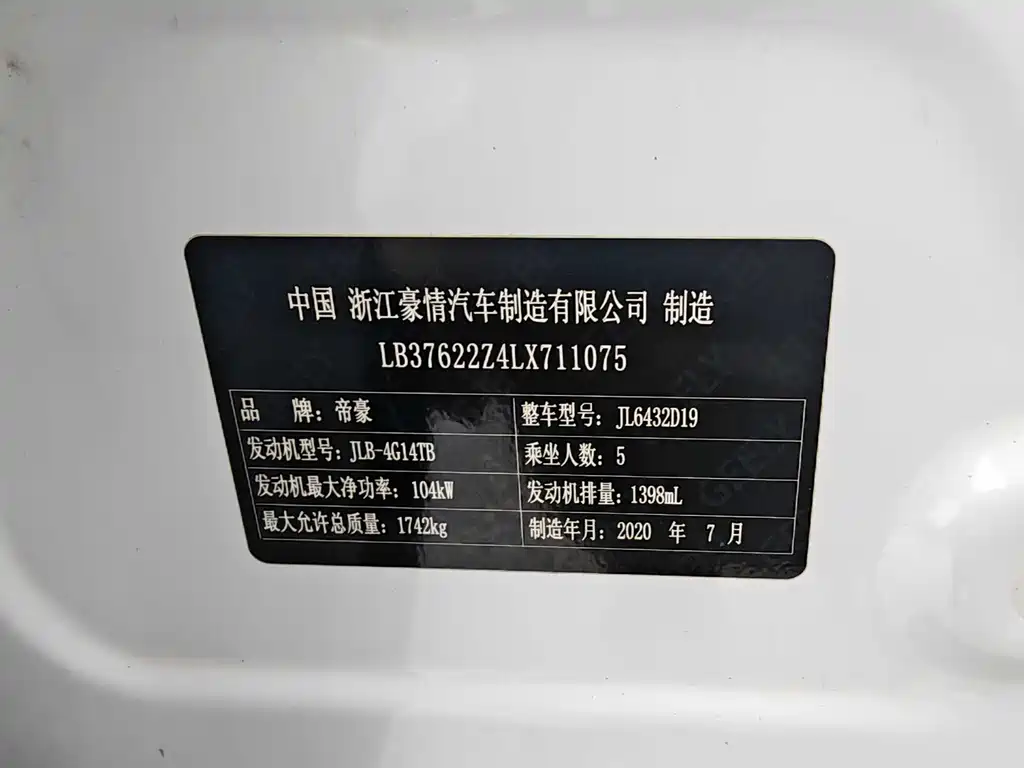 中国 浙江豪情汽车制造有限公司 制造
LB37622Z4LX711075
品 牌：帝豪 整车型号：JL6432D19
发动机型号：JLB-4G14TB 乘坐人数：5
发动机最大净功率：104kW 发动机排量：1398mL
最大允许总质量：1742kg 制造年月：2020 年 7 月